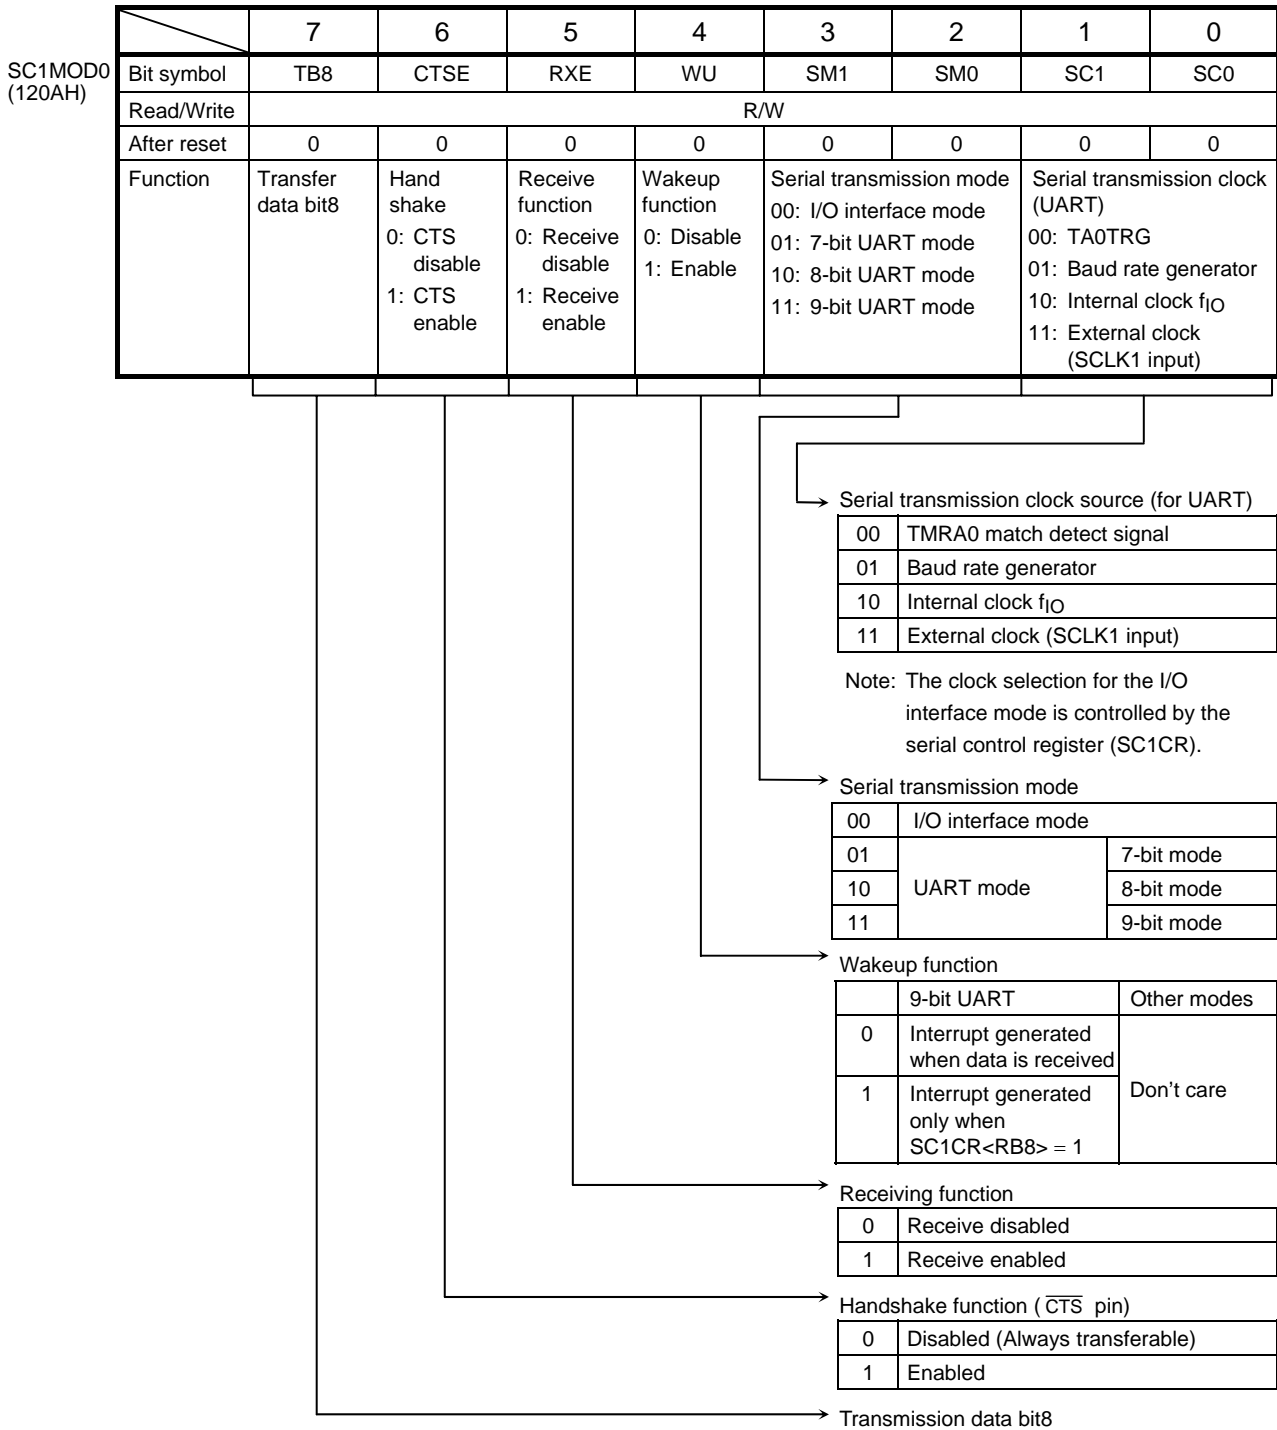 7 6 5 4 3 2 1 0
SC1MOD0
(120AH)
Bit symbol TB8 CTSE RXE WU SM1 SM0 SC1 SC0
Read/Write R/W
After reset 0 0 0 0 0 0 0 0
Function
Transfer
data bit8
Hand
shake
0: CTS
disable
1: CTS
enable
Receive
function
0: Receive
disable
1: Receive
enable
Wakeup
function
0: Disable
1: Enable
Serial transmission mode
00: I/O interface mode
01: 7-bit UART mode
10: 8-bit UART mode
11: 9-bit UART mode
Serial transmission clock
(UART)
00: TA0TRG
01: Baud rate generator
10: Internal clock fIO
11: External clock
(SCLK1 input)
Serial transmission clock source (for UART)
00 TMRA0 match detect signal
01 Baud rate generator
10 Internal clock fIO
11 External clock (SCLK1 input)
Note: The clock selection for the I/O
interface mode is controlled by the
serial control register (SC1CR).
Serial transmission mode
00 I/O interface mode
01 7-bit mode
10 UART mode 8-bit mode
11 9-bit mode
Wakeup function
9-bit UART Other modes
0 Interrupt generated
when data is received
1 Interrupt generated
only when
SC1CR<RB8> = 1
Don't care
Receiving function
0 Receive disabled
1 Receive enabled
Handshake function ( C̅T̅S̅ pin)
0 Disabled (Always transferable)
1 Enabled
Transmission data bit8